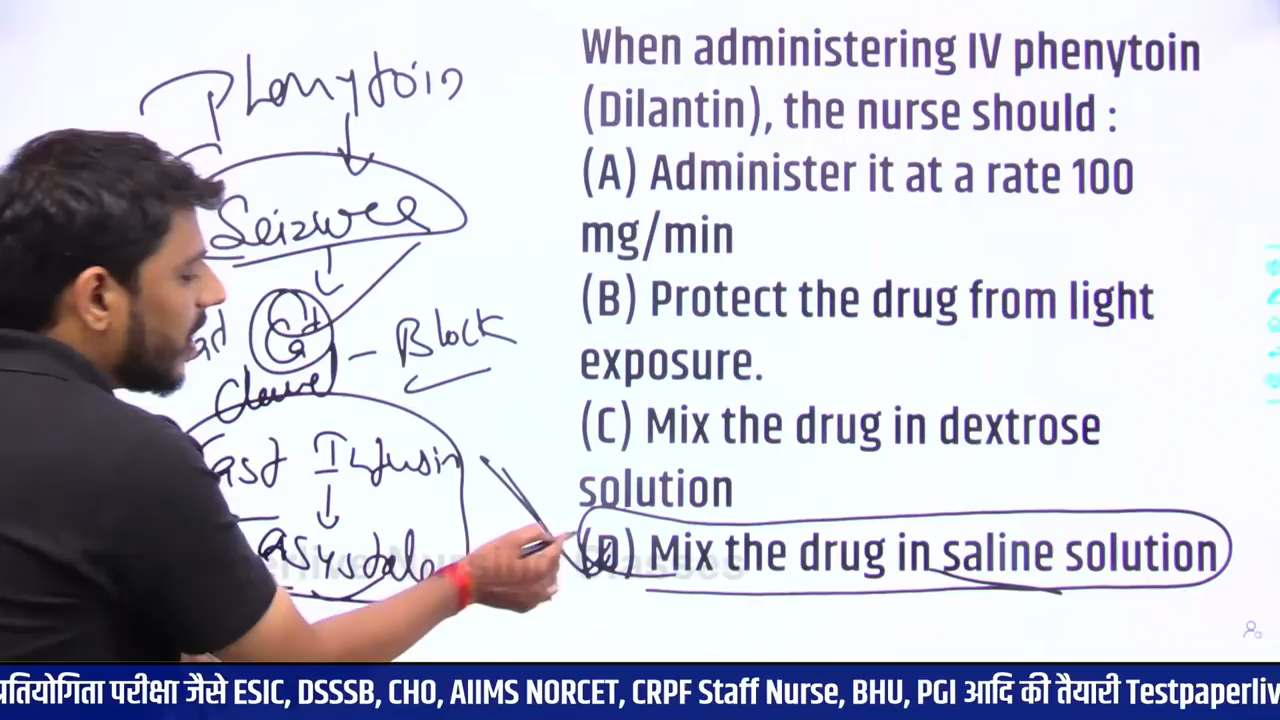 When administering IV phenytoin
(Dilantin), the nurse should :
(A) Administer it at a rate 100
mg/min
(B) Protect the drug from light
exposure.
(C) Mix the drug in dextrose
solution
(D) Mix the drug in saline solution
Phenytoin
Seizure
Block
Fast Infusin
asystole
Classes
प्रतियोगिता परीक्षा जैसे ESIC, DSSSB, CHO, AIIMS NORCET, CRPF Staff Nurse, BHU, PGI आदि की तैयारी Testpaperliv